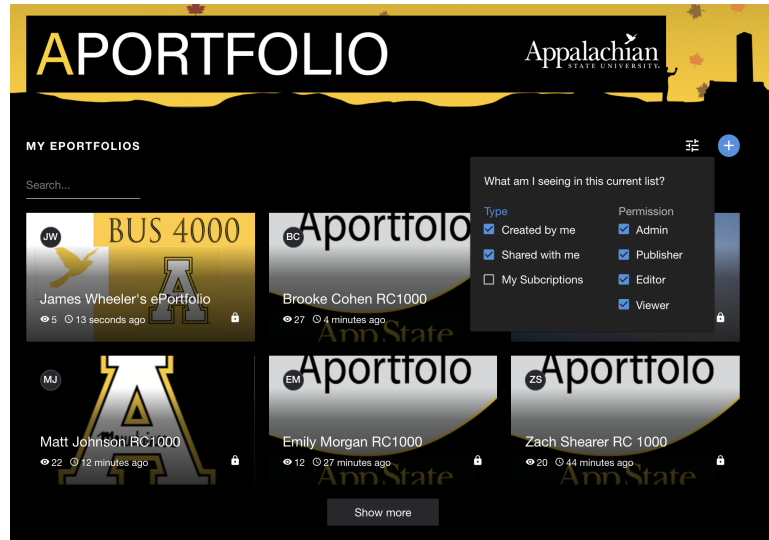 APORTFOLIO
Appalachian
STATE UNIVERSITY.
MY EPORTFOLIOS
What am I seeing in this current list?
Search...
Type
Permission
Created by me
Admin
Shared with me
Publisher
My Subcriptions
Editor
Viewer
JW
BUS 4000
A
James Wheeler's ePortfolio
5 13 seconds ago
BC
Aportfolo
Brooke Cohen RC1000
27 4 minutes ago
App State
MJ
A
Mountaineers
Matt Johnson RC1000
22 12 minutes ago
EM
Aportfolo
Emily Morgan RC1000
12 27 minutes ago
App State
ZS
Aportfolo
Zach Shearer RC 1000
20 44 minutes ago
App State
Show more